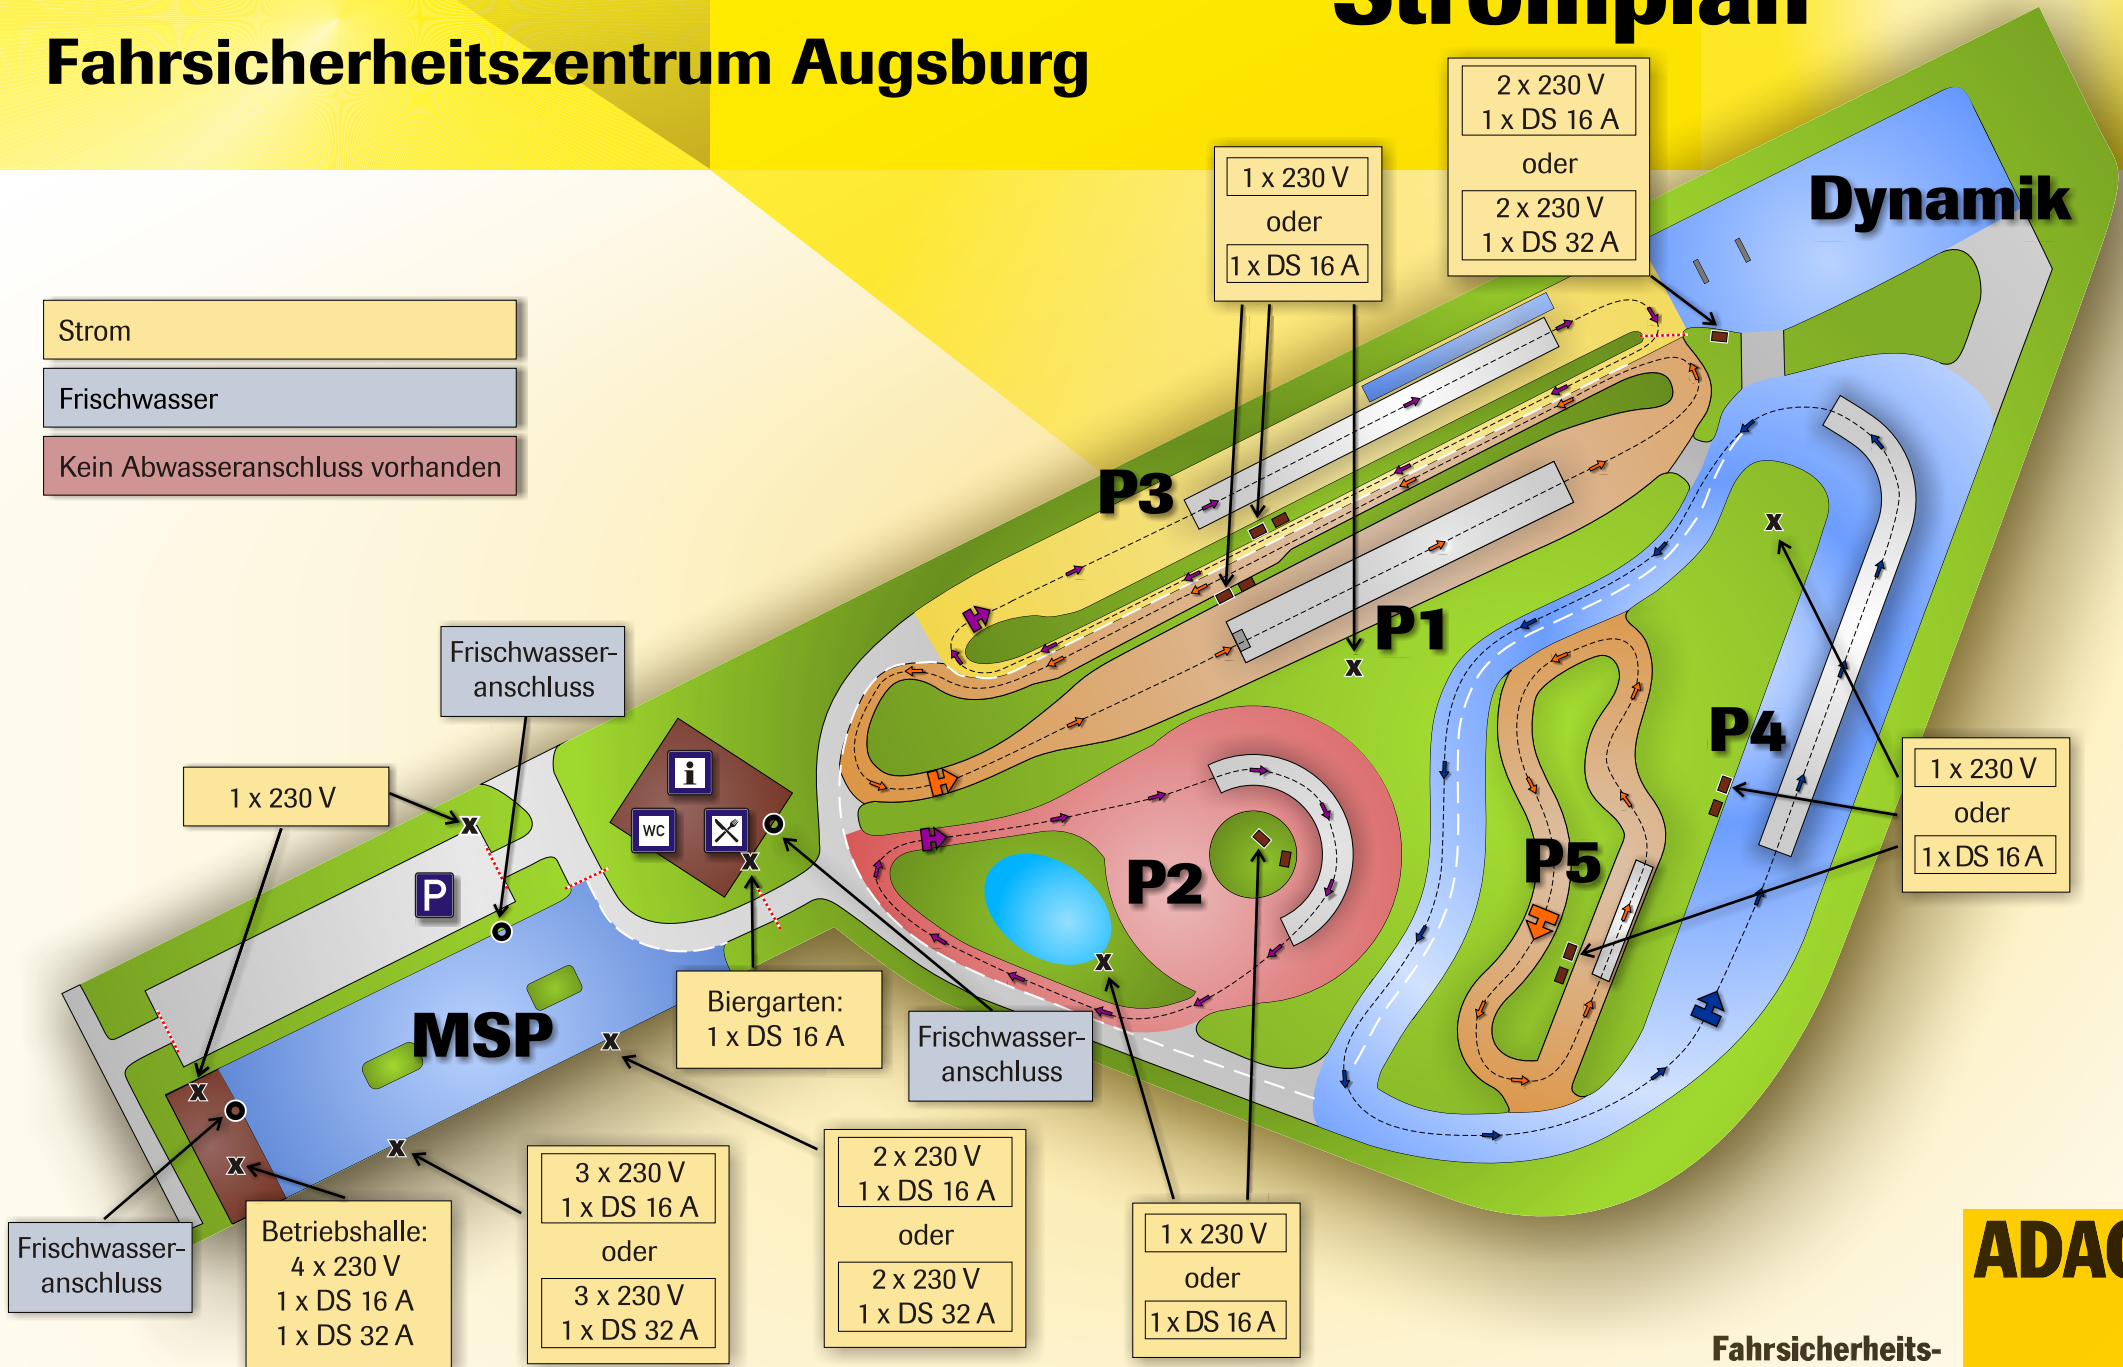 Stromplan
Fahrsicherheitszentrum Augsburg
2 x 230 V
1 x DS 16 A
oder
2 x 230 V
1 x DS 32 A
1 x 230 V
oder
1 x DS 16 A
Dynamik
Strom
Frischwasser
Kein Abwasseranschluss vorhanden
P3
P1
Frischwasser-
anschluss
P4
1 x 230 V
i
WC
P
P2
P5
1 x 230 V
oder
1 x DS 16 A
MSP
Biergarten:
1 x DS 16 A
Frischwasser-
anschluss
Frischwasser-
anschluss
Betriebshalle:
4 x 230 V
1 x DS 16 A
1 x DS 32 A
3 x 230 V
1 x DS 16 A
oder
3 x 230 V
1 x DS 32 A
2 x 230 V
1 x DS 16 A
oder
2 x 230 V
1 x DS 32 A
1 x 230 V
oder
1 x DS 16 A
ADAC
Fahrsicherheits-